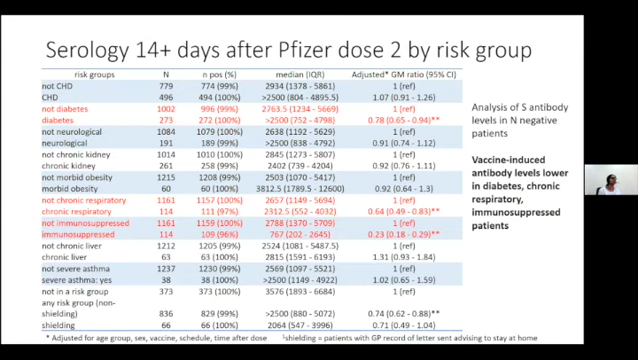 Serology 14+ days after Pfizer dose 2 by risk group
risk groups N n pos (%) median (IQR) Adjusted* GM ratio (95% CI)
not CHD 779 774 (99%) 2934 (1378 - 5861) 1 (ref)
CHD 496 494 (100%) >2500 (804 - 4895.5) 1.07 (0.91 - 1.26)
not diabetes 1002 996 (99%) 2763.5 (1234 - 5669) 1 (ref)
diabetes 273 272 (100%) >2500 (752 - 4798) 0.78 (0.65 - 0.94)**
not neurological 1084 1079 (100%) 2638 (1192 - 5629) 1 (ref)
neurological 191 189 (99%) >2500 (838 - 4792) 0.91 (0.74 - 1.12)
not chronic kidney 1014 1010 (100%) 2845 (1273 - 5807) 1 (ref)
chronic kidney 261 258 (99%) 2402 (739 - 4204) 0.92 (0.76 - 1.11)
not morbid obesity 1215 1208 (99%) 2503 (1070 - 5417) 1 (ref)
morbid obesity 60 60 (100%) 3812.5 (1789.5 - 12600) 0.92 (0.64 - 1.3)
not chronic respiratory 1161 1157 (100%) 2657 (1149 - 5694) 1 (ref)
chronic respiratory 114 111 (97%) 2312.5 (552 - 4032) 0.64 (0.49 - 0.83)**
not immunosuppressed 1161 1159 (100%) 2788 (1370 - 5709) 1 (ref)
immunosuppressed 114 109 (96%) 767 (202 - 2645) 0.23 (0.18 - 0.29)**
not chronic liver 1212 1205 (99%) 2524 (1081 - 5487.5) 1 (ref)
chronic liver 63 63 (100%) 2815 (1591 - 6193) 1.31 (0.93 - 1.84)
not severe asthma 1237 1230 (99%) 2569 (1097 - 5521) 1 (ref)
severe asthma: yes 38 38 (100%) >2500 (1149 - 4922) 1.02 (0.65 - 1.59)
not in a risk group 373 373 (100%) 3576 (1893 - 6684) 1 (ref)
any risk group (non-
shielding) 836 829 (99%) >2500 (880 - 5072) 0.74 (0.62 - 0.88)**
shielding 66 66 (100%) 2064 (547 - 3996) 0.71 (0.49 - 1.04)
Analysis of S antibody
levels in N negative
patients
Vaccine-induced
antibody levels lower
in diabetes, chronic
respiratory,
immunosuppressed
patients
* Adjusted for age group, sex, vaccine, schedule, time after dose
shielding = patients with GP record of letter sent advising to stay at home